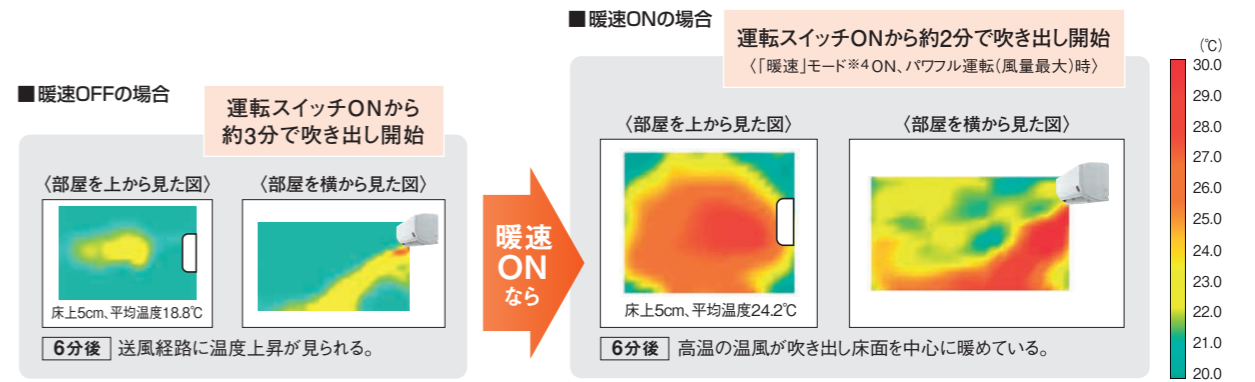 ■暖速OFFの場合
運転スイッチONから
約3分で吹き出し開始
〈部屋を上から見た図〉
〈部屋を横から見た図〉
床上5cm、平均温度18.8℃
6分後 送風経路に温度上昇が見られる。
暖速
ON
なら
■暖速ONの場合
運転スイッチONから約2分で吹き出し開始
〈「暖速」モード※4ON、パワフル運転(風量最大)時〉
〈部屋を上から見た図〉
〈部屋を横から見た図〉
床上5cm、平均温度24.2℃
6分後 高温の温風が吹き出し床面を中心に暖めている。
(℃)
30.0
29.0
28.0
27.0
26.0
25.0
24.0
23.0
22.0
21.0
20.0